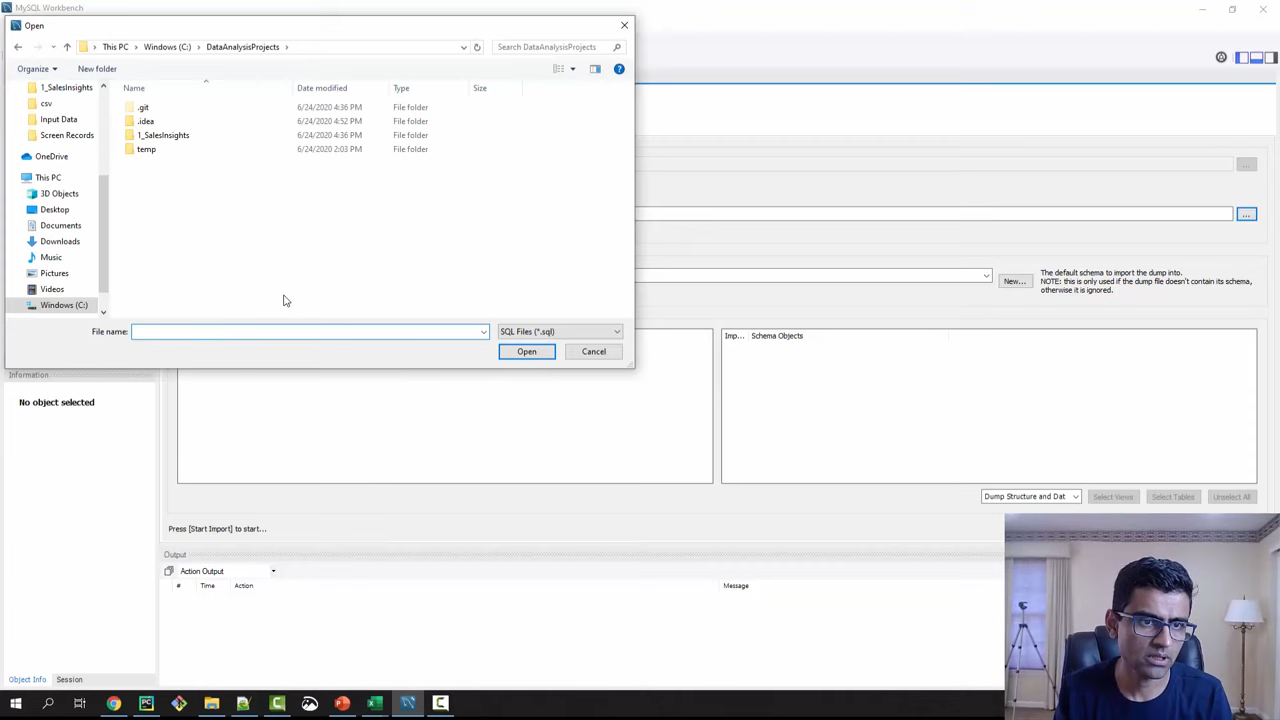 MySQL Workbench
Open
This PC > Windows (C:) > DataAnalysisProjects >
Search DataAnalysisProjects
Organize
New folder
Name
Date modified
Type
Size
1_SalesInsights
csv
Input Data
Screen Records
OneDrive
This PC
3D Objects
Desktop
Documents
Downloads
Music
Pictures
Videos
Windows (C:)
.git 6/24/2020 4:36 PM File folder
.idea 6/24/2020 4:52 PM File folder
1_SalesInsights 6/24/2020 4:36 PM File folder
temp 6/24/2020 2:03 PM File folder
File name:
SQL Files (*.sql)
Open
Cancel
...
...
New...
The default schema to import the dump into.
NOTE: this is only used if the dump file doesn't contain its schema,
otherwise it is ignored.
Imp... Schema Objects
Information
No object selected
Dump Structure and Dat
Select Views
Select Tables
Unselect All
Press [Start Import] to start...
Output
Action Output
# Time Action Message
Object Info Session